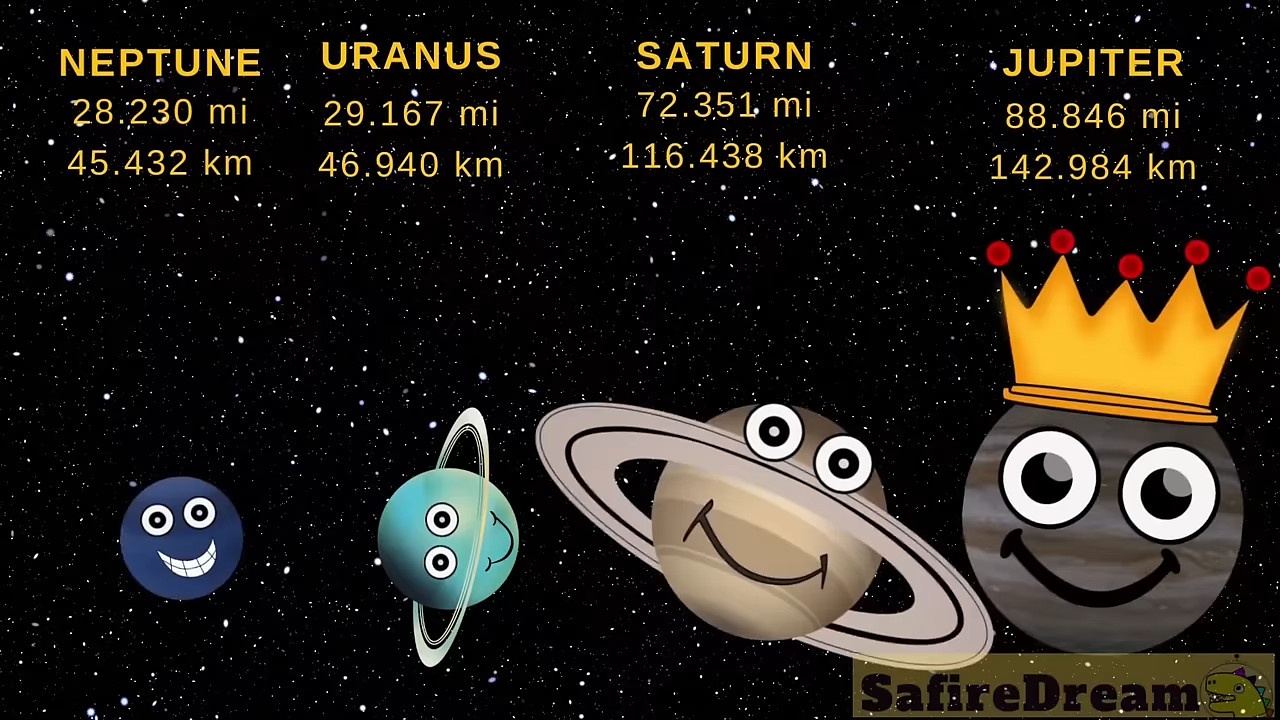 NEPTUNE
28.230 mi
45.432 km
URANUS
29.167 mi
46.940 km
SATURN
72.351 mi
116.438 km
JUPITER
88.846 mi
142.984 km
SafireDream